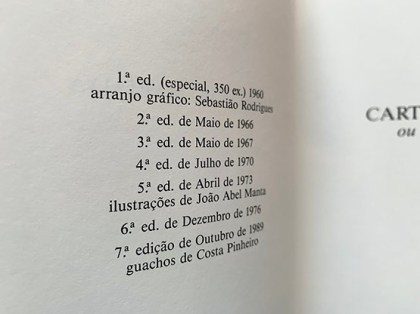 1.ª ed. (especial, 350 ex.) 1960
arranjo gráfico: Sebastião Rodrigues
2.ª ed. de Maio de 1966
3.ª ed. de Maio de 1967
4.ª ed. de Julho de 1970
5.ª ed. de Abril de 1973
ilustrações de João Abel Manta
6.ª ed. de Dezembro de 1976
7.ª edição de Outubro de 1989
guachos de Costa Pinheiro
CART
ou